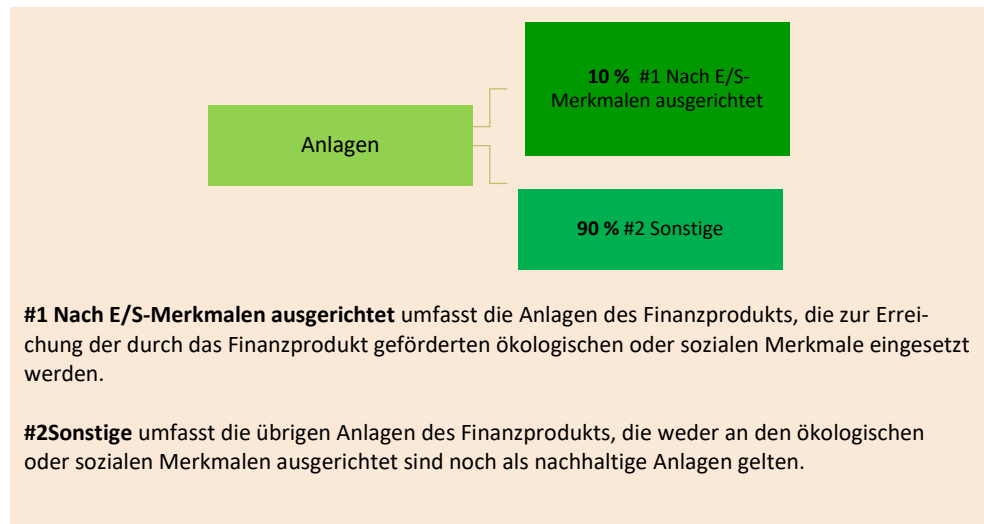 10 % #1 Nach E/S-
Merkmalen ausgerichtet
Anlagen
90 % #2 Sonstige
#1 Nach E/S-Merkmalen ausgerichtet umfasst die Anlagen des Finanzprodukts, die zur Errei-
chung der durch das Finanzprodukt geförderten ökologischen oder sozialen Merkmale eingesetzt
werden.
#2Sonstige umfasst die übrigen Anlagen des Finanzprodukts, die weder an den ökologischen
oder sozialen Merkmalen ausgerichtet sind noch als nachhaltige Anlagen gelten.